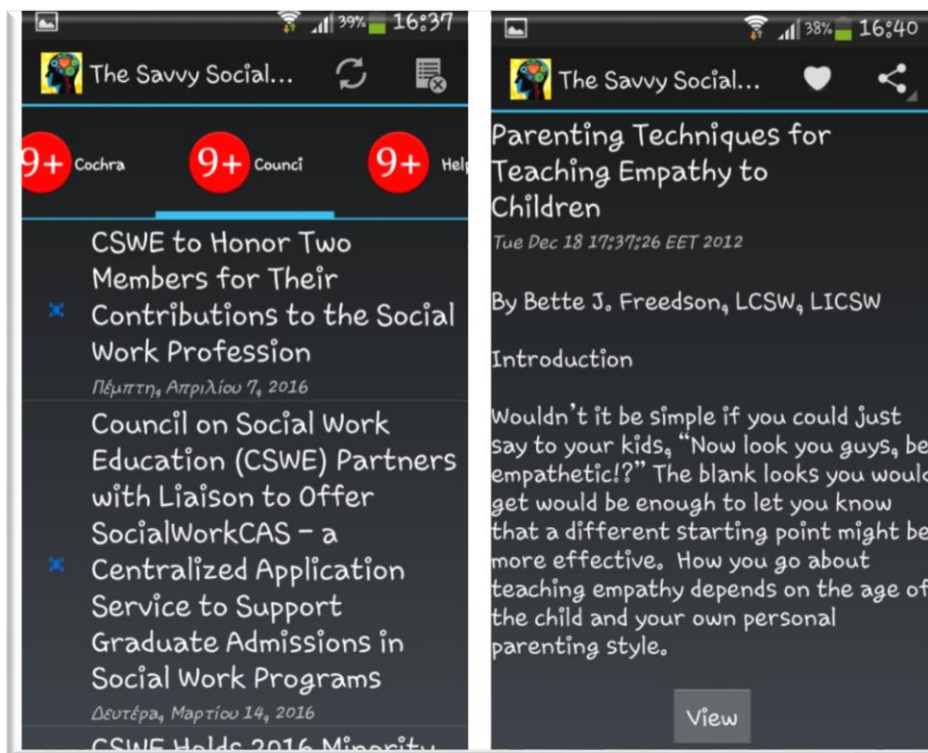 39% 16:37
The Savvy Social...
9+ Cochra 9+ Counci 9+ Help
CSWE to Honor Two
Members for Their
Contributions to the Social
Work Profession
Πέμπτη, Απριλίου 7, 2016
Council on Social Work
Education (CSWE) Partners
with Liaison to Offer
SocialWorkCAS – a
Centralized Application
Service to Support
Graduate Admissions in
Social Work Programs
Δευτέρα, Μαρτίου 14, 2016
CSWE Holds 2016 Minority
38% 16:40
The Savvy Social...
Parenting Techniques for
Teaching Empathy to
Children
Tue Dec 18 17:37:26 EET 2012
By Bette J. Freedson, LCSW, LICSW
Introduction
Wouldn't it be simple if you could just
say to your kids, “Now look you guys, be
empathetic!?” The blank looks you would
get would be enough to let you know
that a different starting point might be
more effective. How you go about
teaching empathy depends on the age of
the child and your own personal
parenting style.
View